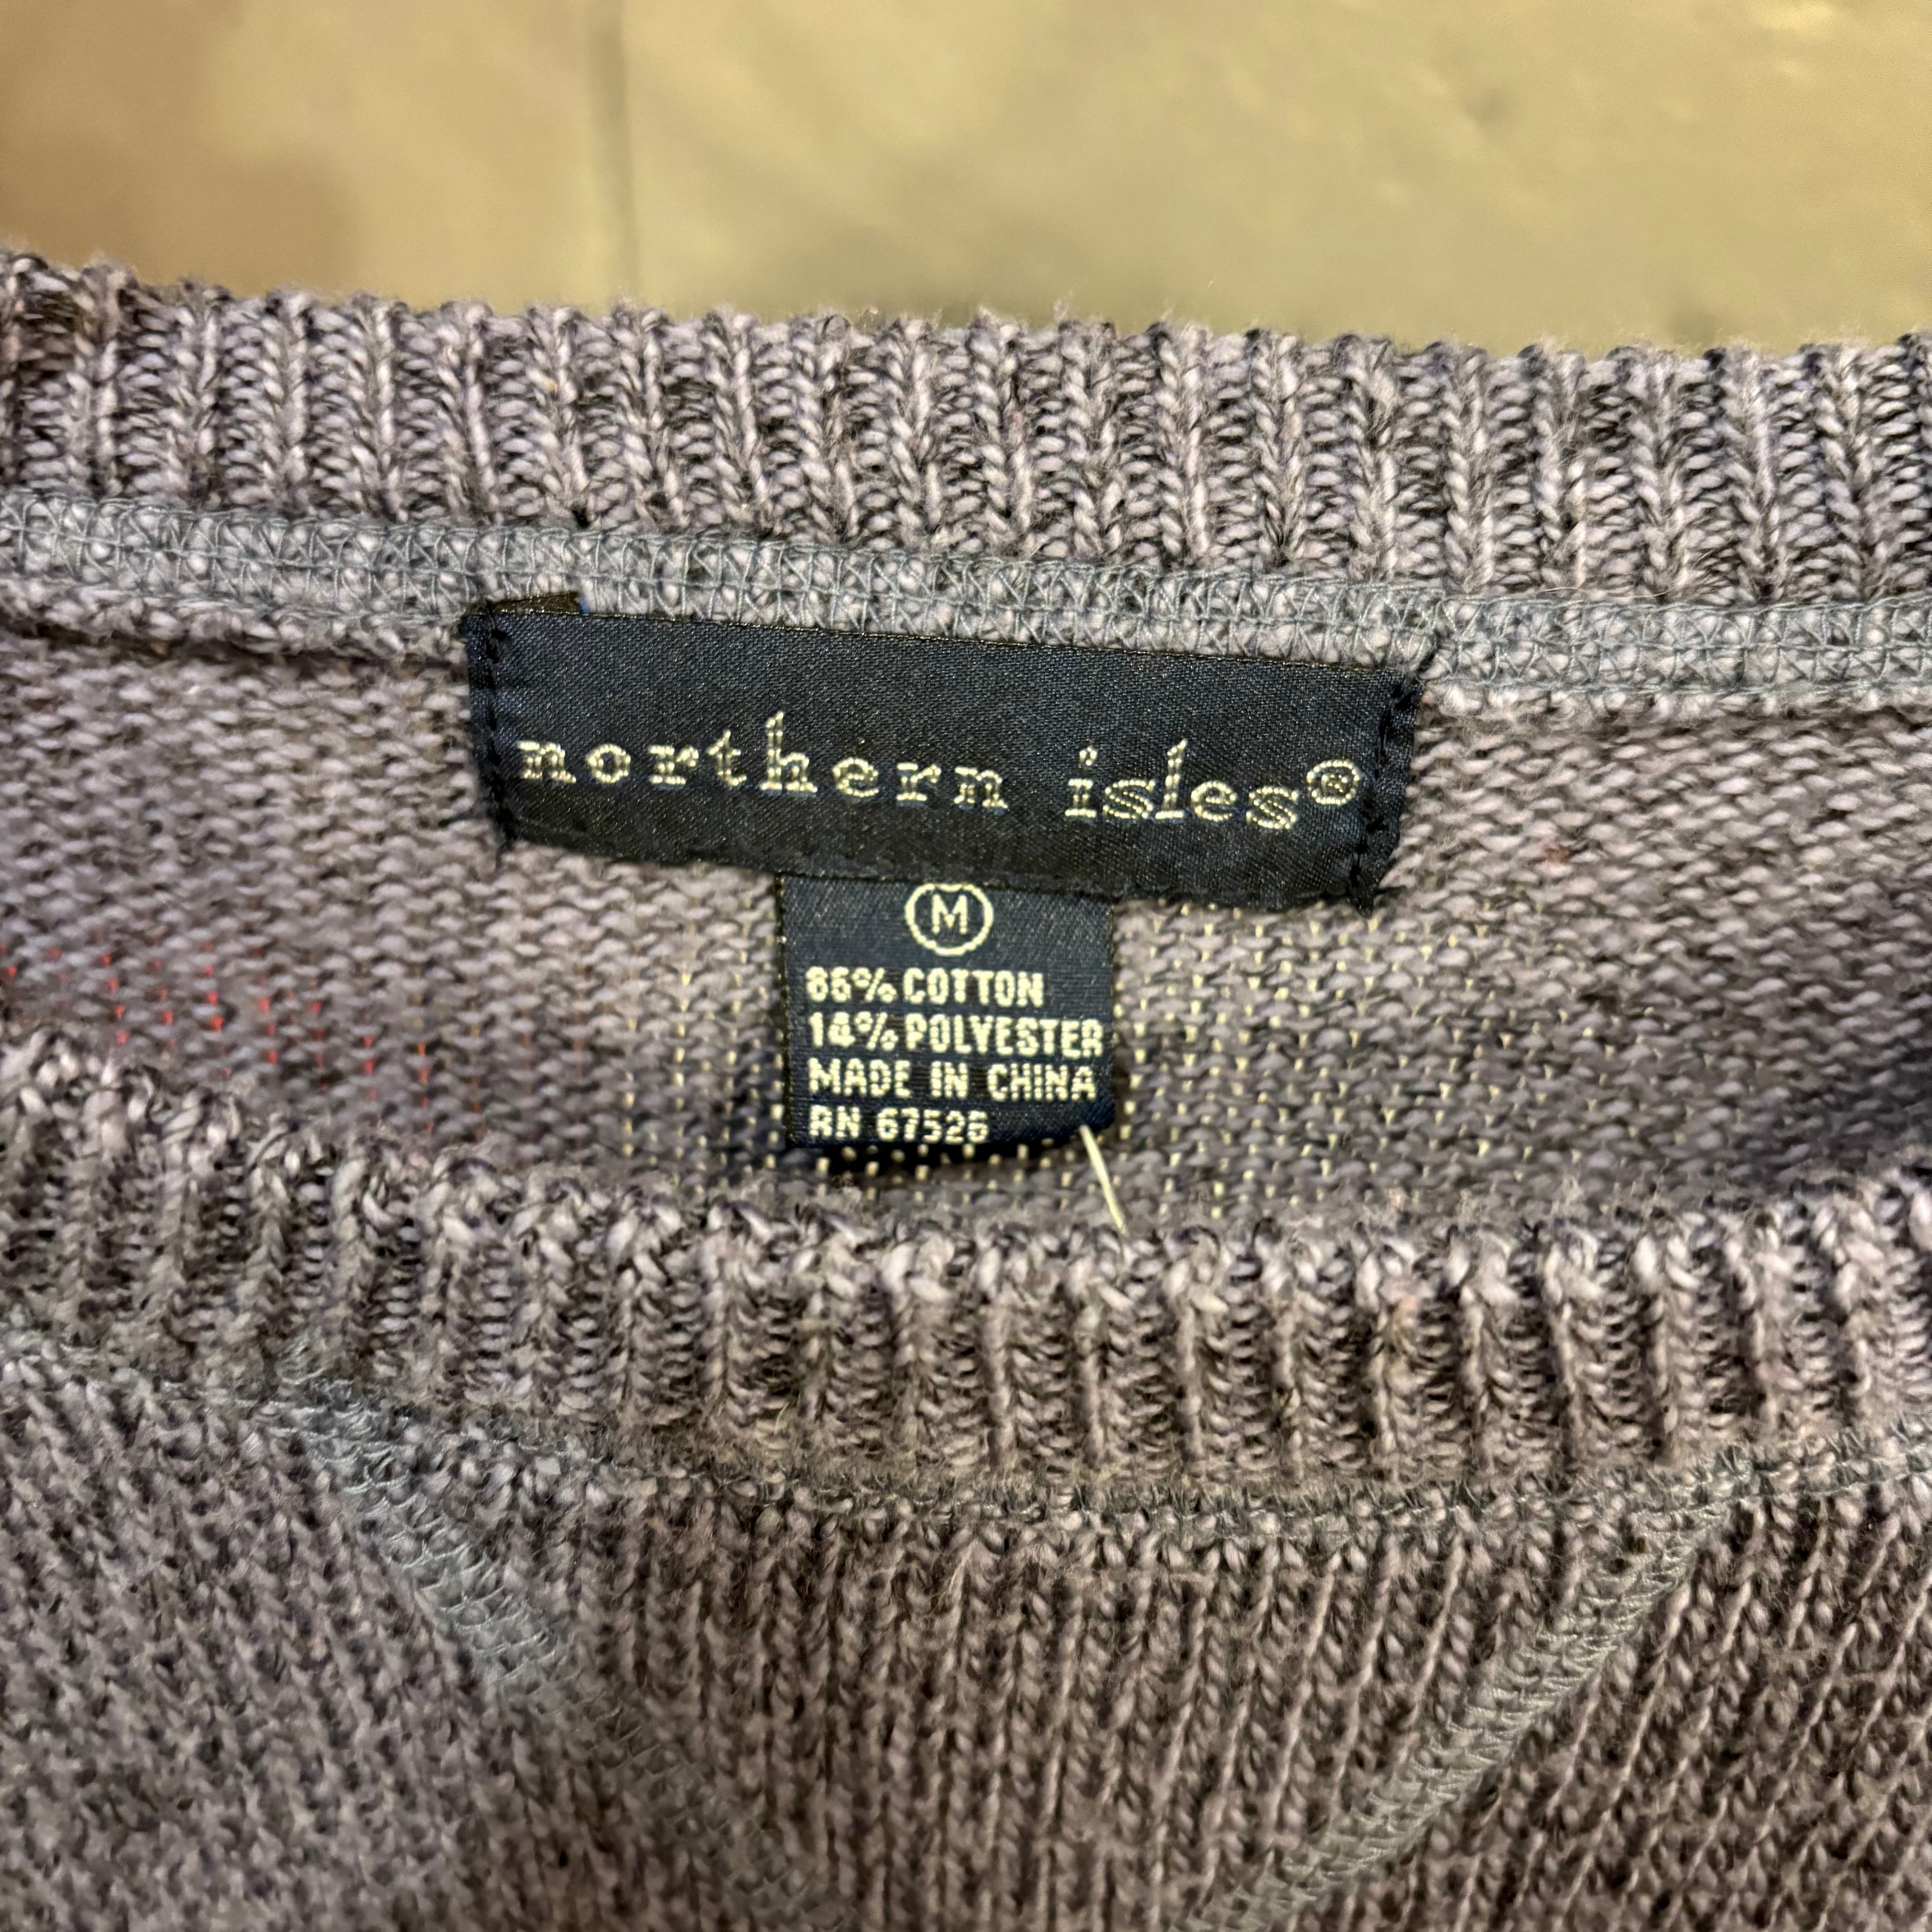 northern isles®
M
86% COTTON
14% POLYESTER
MADE IN CHINA
RN 67526